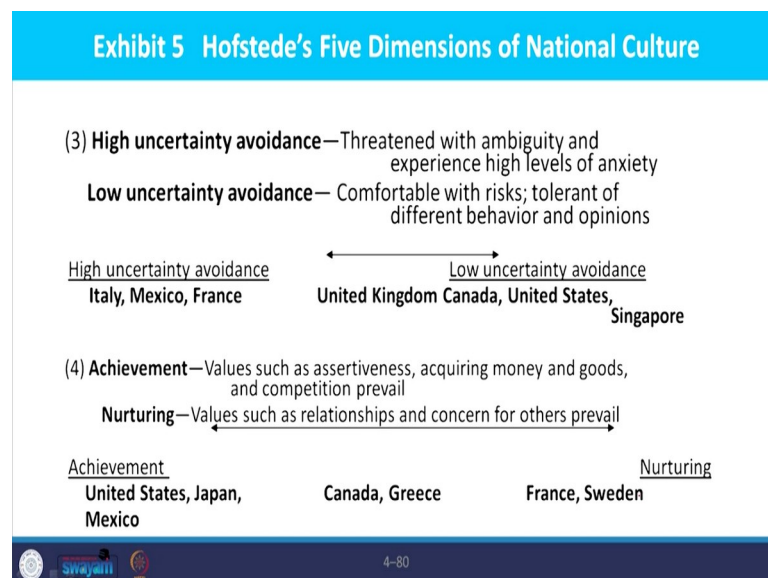 Exhibit 5 Hofstede's Five Dimensions of National Culture
(3) High uncertainty avoidance—Threatened with ambiguity and
experience high levels of anxiety
Low uncertainty avoidance— Comfortable with risks; tolerant of
different behavior and opinions
High uncertainty avoidance Low uncertainty avoidance
Italy, Mexico, France United Kingdom Canada, United States,
Singapore
(4) Achievement—Values such as assertiveness, acquiring money and goods,
and competition prevail
Nurturing—Values such as relationships and concern for others prevail
Achievement Nurturing
United States, Japan, Canada, Greece France, Sweden
Mexico
swayam 4–80